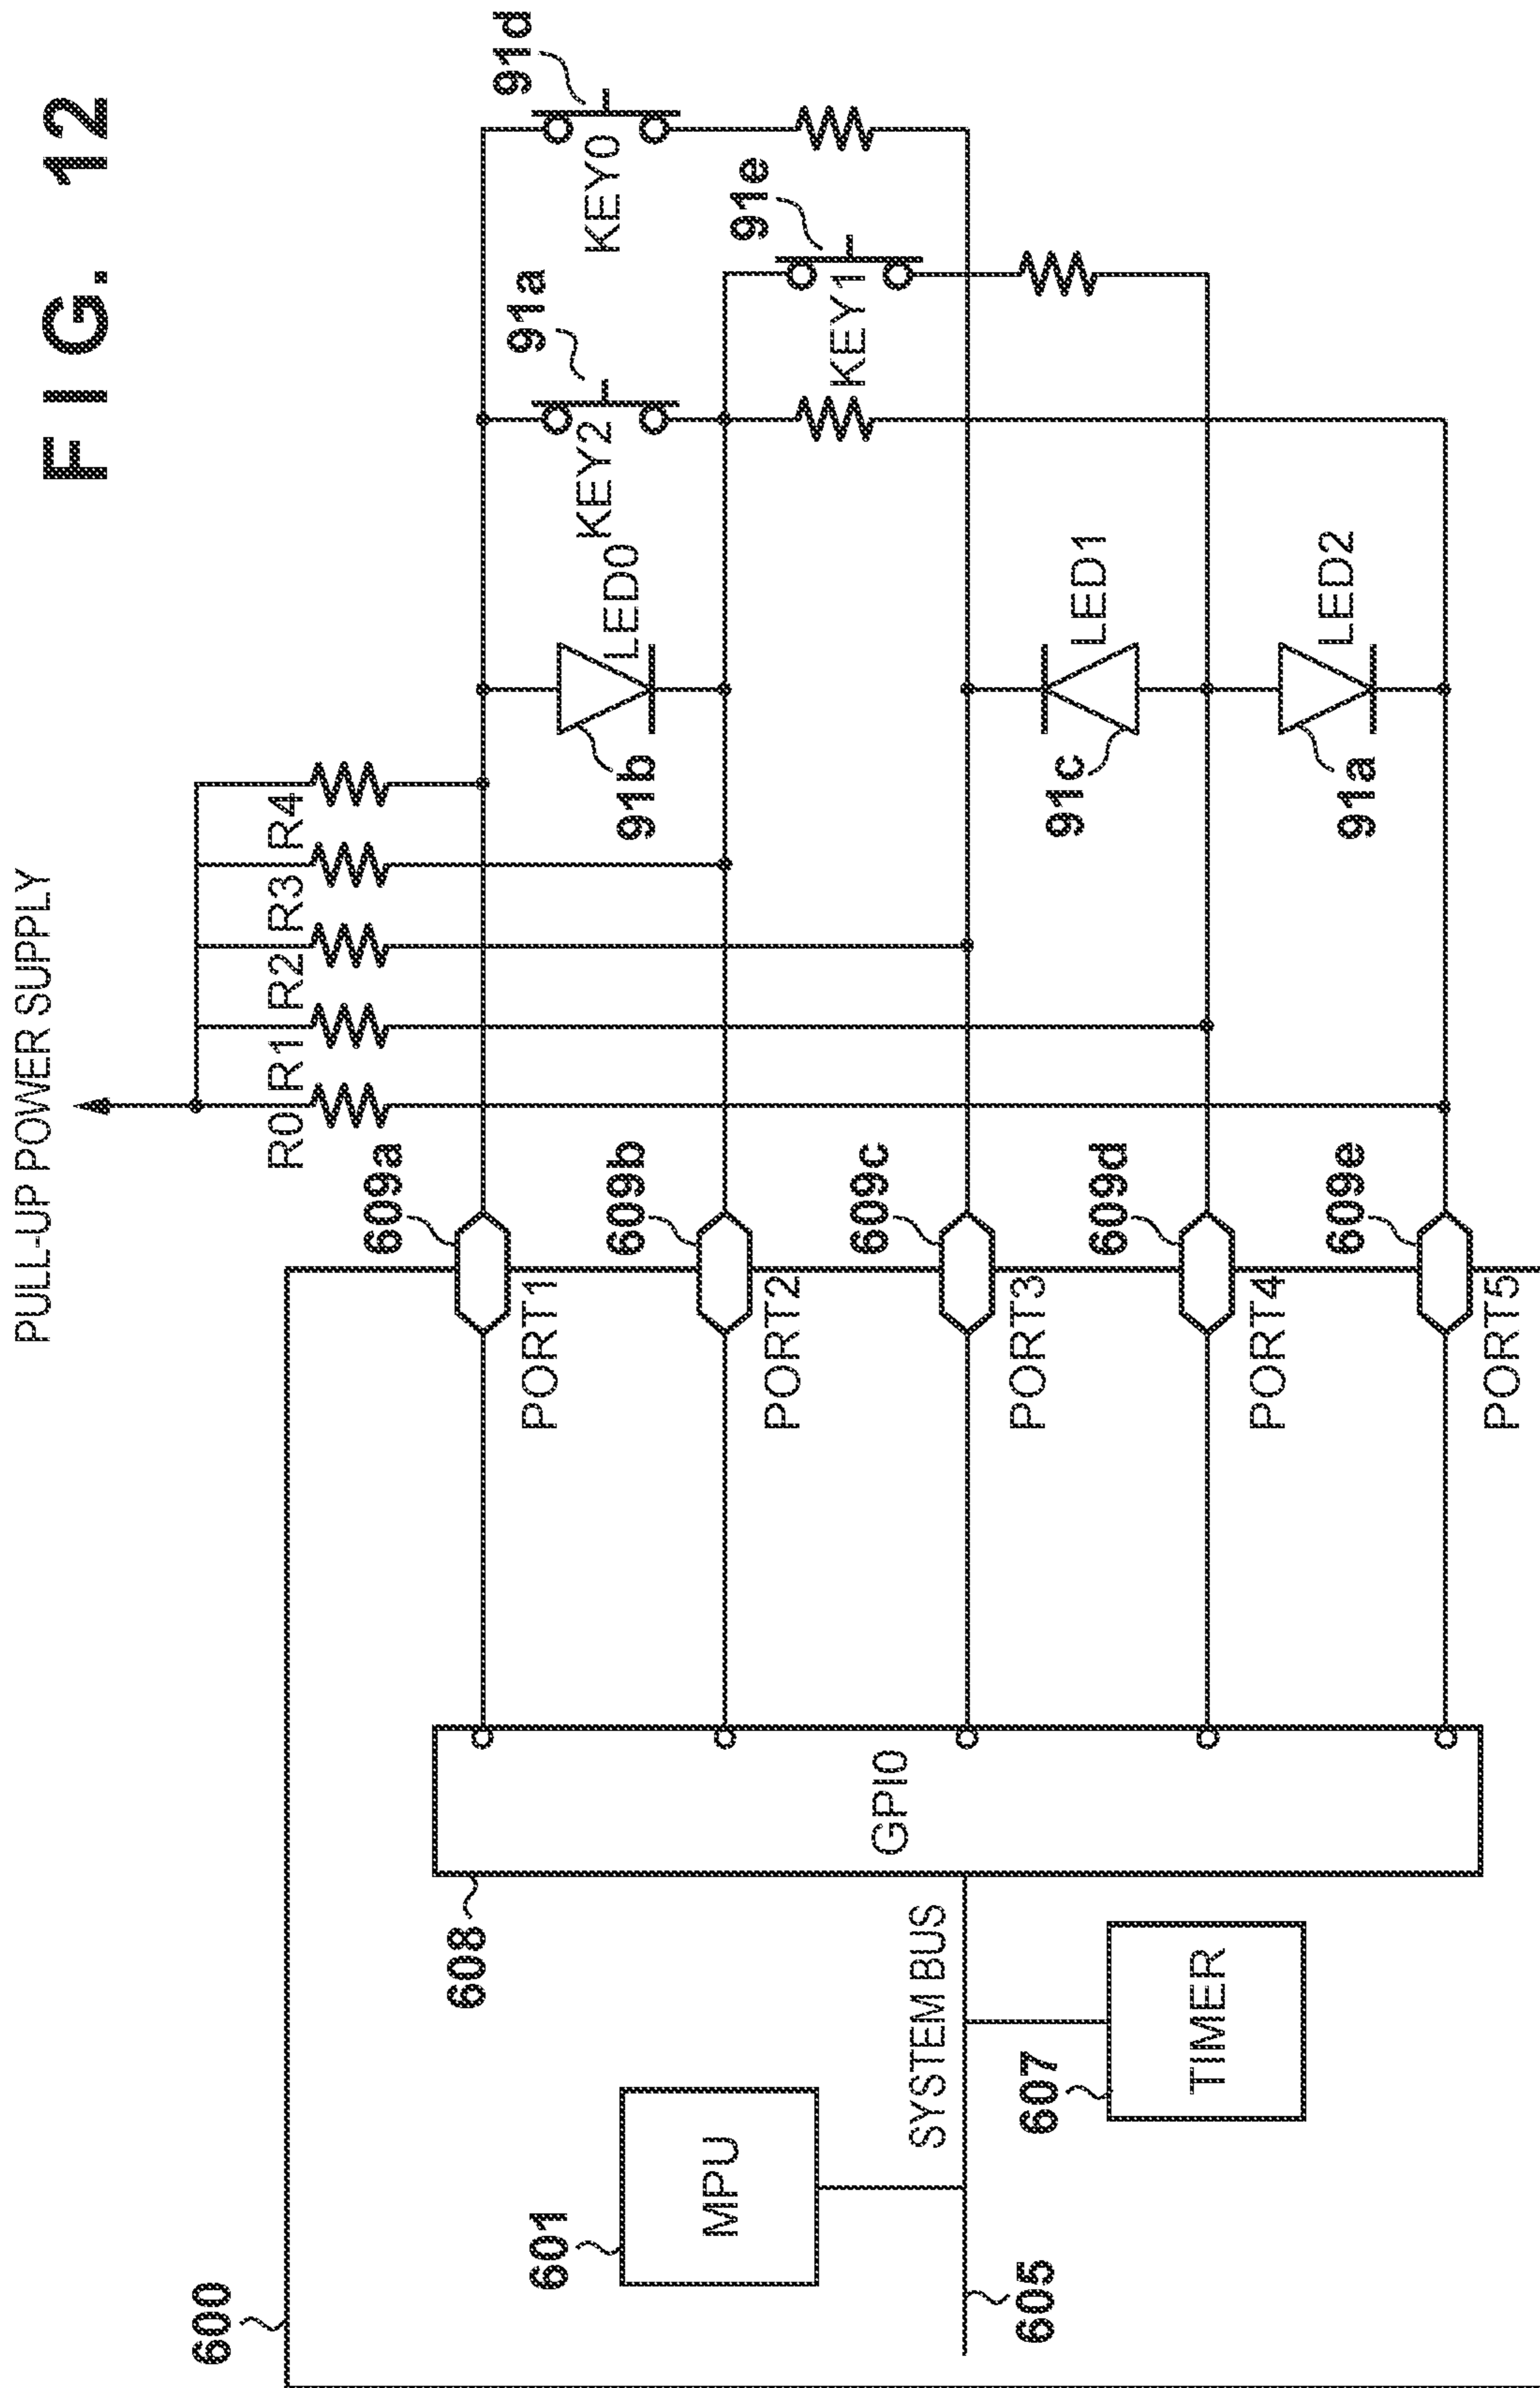 FIG. 12
PULL-UP POWER SUPPLY
R0
R1
R2
R3
R4
600
609a
PORT1
609b
PORT2
609c
PORT3
609d
PORT4
609e
PORT5
91b
LED0
91a
KEY2
91d
KEY0
91e
KEY1
91c
LED1
91a
LED2
608
GPIO
601
MPU
SYSTEM BUS
605
607
TIMER